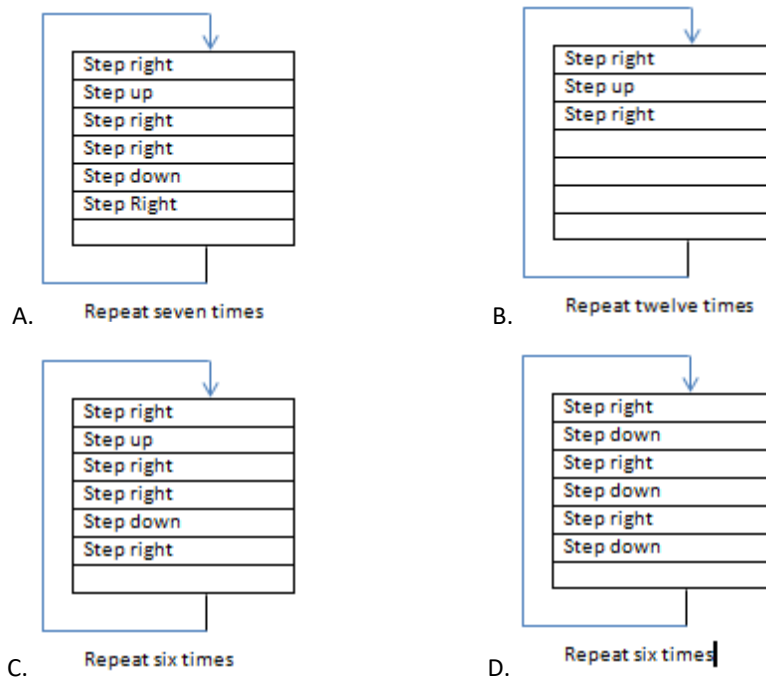 Step right
Step up
Step right
Step right
Step down
Step Right
A. Repeat seven times
Step right
Step up
Step right
B. Repeat twelve times
Step right
Step up
Step right
Step right
Step down
Step right
C. Repeat six times
Step right
Step down
Step right
Step down
Step right
Step down
D. Repeat six times